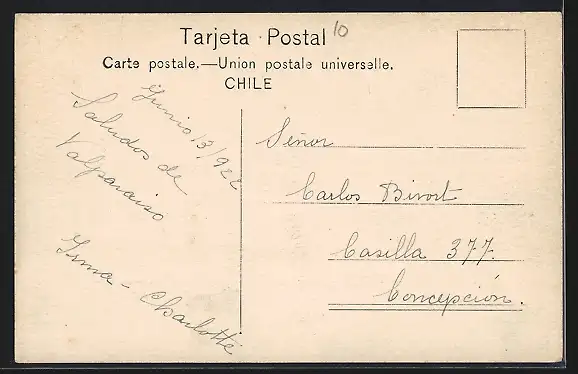 Tarjeta Postal
10
Carte postale.—Union postale universelle.
CHILE
Junio 13/922
Saludos de
Valparaiso
Irma - Charlotte
Señor
Carlos Birort
Casilla 377.
Concepción.